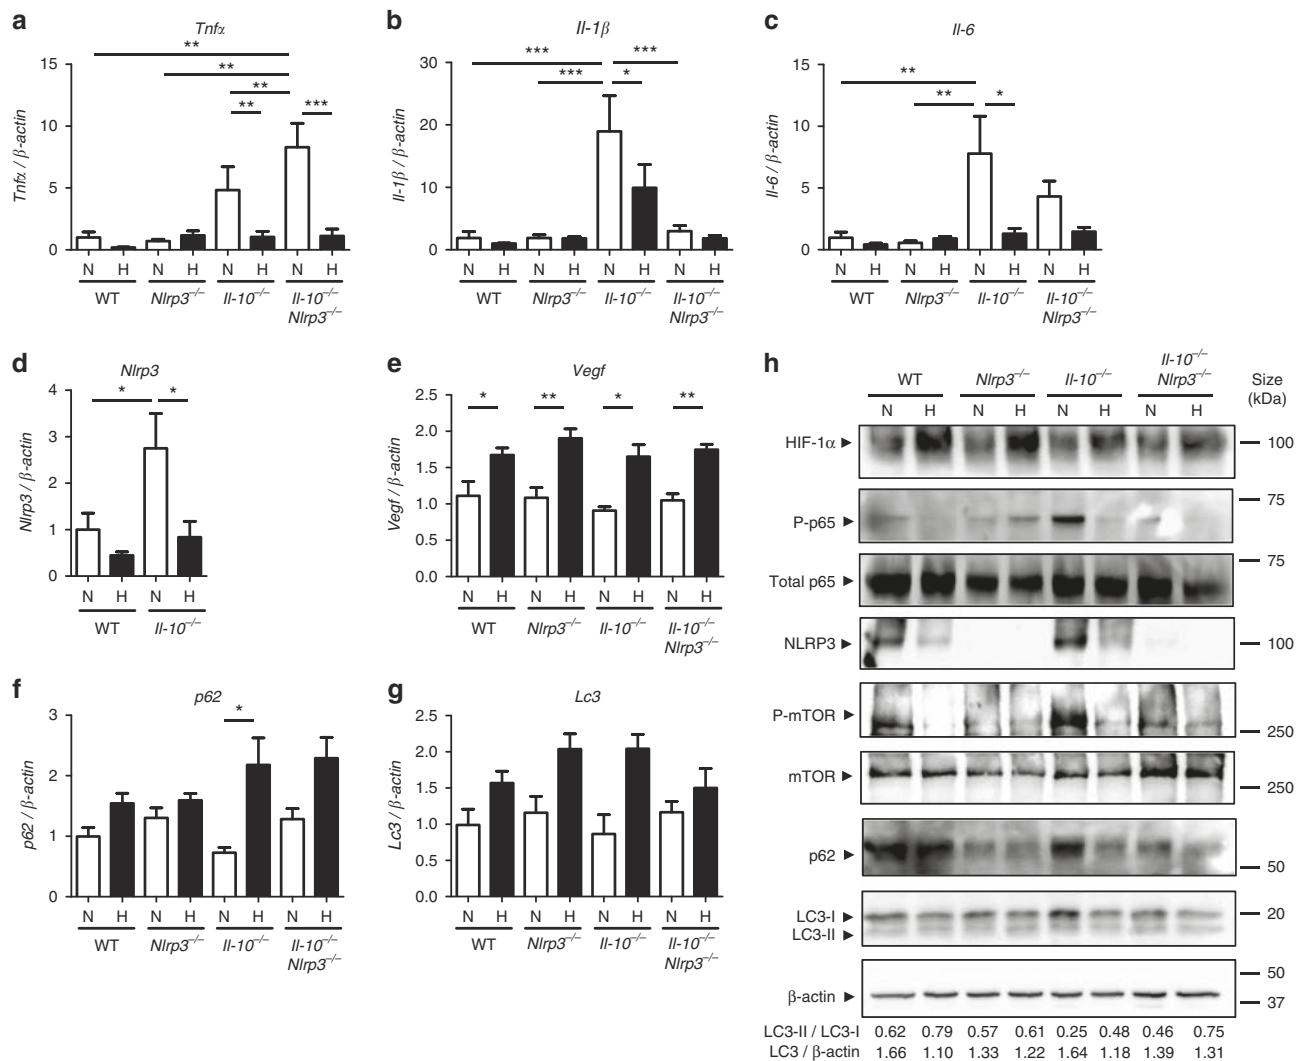 a
Tnfα
**
**
**
**
***
15
10
5
0
Tnfα / β-actin
N H N H N H N H
WT Nlrp3–/– Il-10–/– Il-10–/–
Nlrp3–/–
b
Il-1β
***
***
***
*
30
20
10
0
Il-1β / β-actin
N H N H N H N H
WT Nlrp3–/– Il-10–/– Il-10–/–
Nlrp3–/–
c
Il-6
**
**
*
15
10
5
0
Il-6 / β-actin
N H N H N H N H
WT Nlrp3–/– Il-10–/– Il-10–/–
Nlrp3–/–
d
Nlrp3
*
*
4
3
2
1
0
Nlrp3 / β-actin
N H N H
WT Il-10–/–
e
Vegf
* ** * **
2.5
2.0
1.5
1.0
0.5
0.0
Vegf / β-actin
N H N H N H N H
WT Nlrp3–/– Il-10–/– Il-10–/–
Nlrp3–/–
f
p62
*
3
2
1
0
p62 / β-actin
N H N H N H N H
WT Nlrp3–/– Il-10–/– Il-10–/–
Nlrp3–/–
g
Lc3
2.5
2.0
1.5
1.0
0.5
0.0
Lc3 / β-actin
N H N H N H N H
WT Nlrp3–/– Il-10–/– Il-10–/–
Nlrp3–/–
h
WT Nlrp3–/– Il-10–/– Il-10–/–
Nlrp3–/–
Size
(kDa)
N H N H N H N H
HIF-1α 100
75
P-p65
75
Total p65
NLRP3 100
P-mTOR
250
mTOR
250
p62
50
LC3-I 20
LC3-II
50
β-actin
37
LC3-II / LC3-I 0.62 0.79 0.57 0.61 0.25 0.48 0.46 0.75
LC3 / β-actin 1.66 1.10 1.33 1.22 1.64 1.18 1.39 1.31